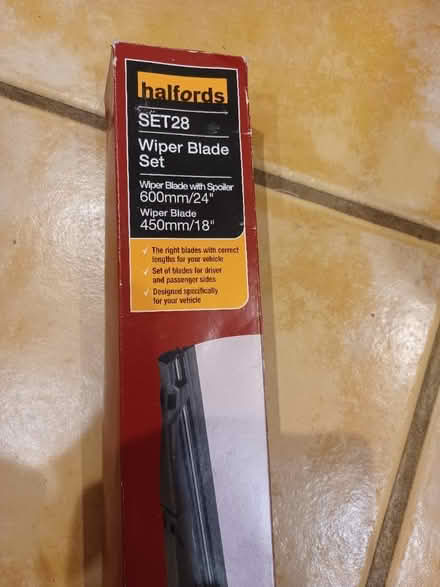 halfords
SET28
Wiper Blade
Set
Wiper Blade with Spoiler
600mm/24"
Wiper Blade
450mm/18"
✓ The right blades with correct
lengths for your vehicle
✓ Set of blades for driver
and passenger sides
✓ Designed specifically
for your vehicle